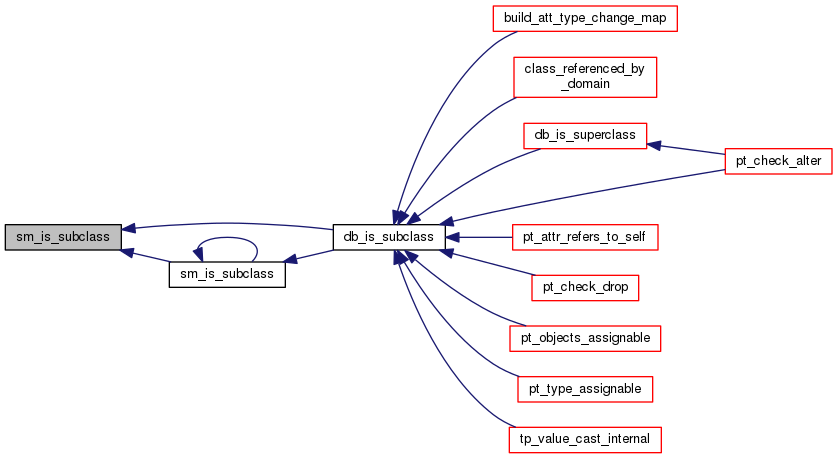 build_att_type_change_map
class_referenced_by
_domain
db_is_superclass
pt_check_alter
sm_is_subclass
db_is_subclass
pt_attr_refers_to_self
sm_is_subclass
pt_check_drop
pt_objects_assignable
pt_type_assignable
tp_value_cast_internal